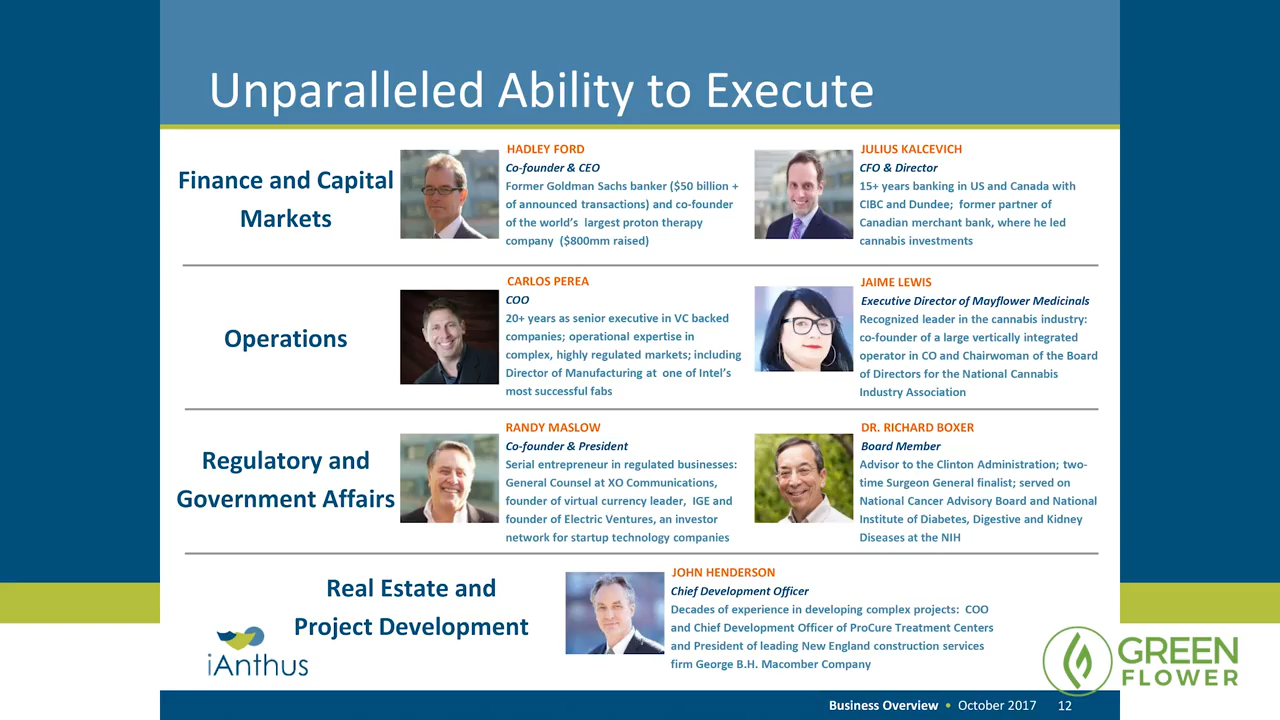 Unparalleled Ability to Execute
Finance and Capital
Markets
HADLEY FORD
Co-founder & CEO
Former Goldman Sachs banker ($50 billion +
of announced transactions) and co-founder
of the world's largest proton therapy
company ($800mm raised)
JULIUS KALCEVICH
CFO & Director
15+ years banking in US and Canada with
CIBC and Dundee; former partner of
Canadian merchant bank, where he led
cannabis investments
Operations
CARLOS PEREA
COO
20+ years as senior executive in VC backed
companies; operational expertise in
complex, highly regulated markets; including
Director of Manufacturing at one of Intel's
most successful fabs
JAIME LEWIS
Executive Director of Mayflower Medicinals
Recognized leader in the cannabis industry:
co-founder of a large vertically integrated
operator in CO and Chairwoman of the Board
of Directors for the National Cannabis
Industry Association
Regulatory and
Government Affairs
RANDY MASLOW
Co-founder & President
Serial entrepreneur in regulated businesses:
General Counsel at XO Communications,
founder of virtual currency leader, IGE and
founder of Electric Ventures, an investor
network for startup technology companies
DR. RICHARD BOXER
Board Member
Advisor to the Clinton Administration; two-
time Surgeon General finalist; served on
National Cancer Advisory Board and National
Institute of Diabetes, Digestive and Kidney
Diseases at the NIH
Real Estate and
Project Development
JOHN HENDERSON
Chief Development Officer
Decades of experience in developing complex projects: COO
and Chief Development Officer of ProCure Treatment Centers
and President of leading New England construction services
firm George B.H. Macomber Company
iAnthus
GREEN
FLOWER
Business Overview • October 2017 12